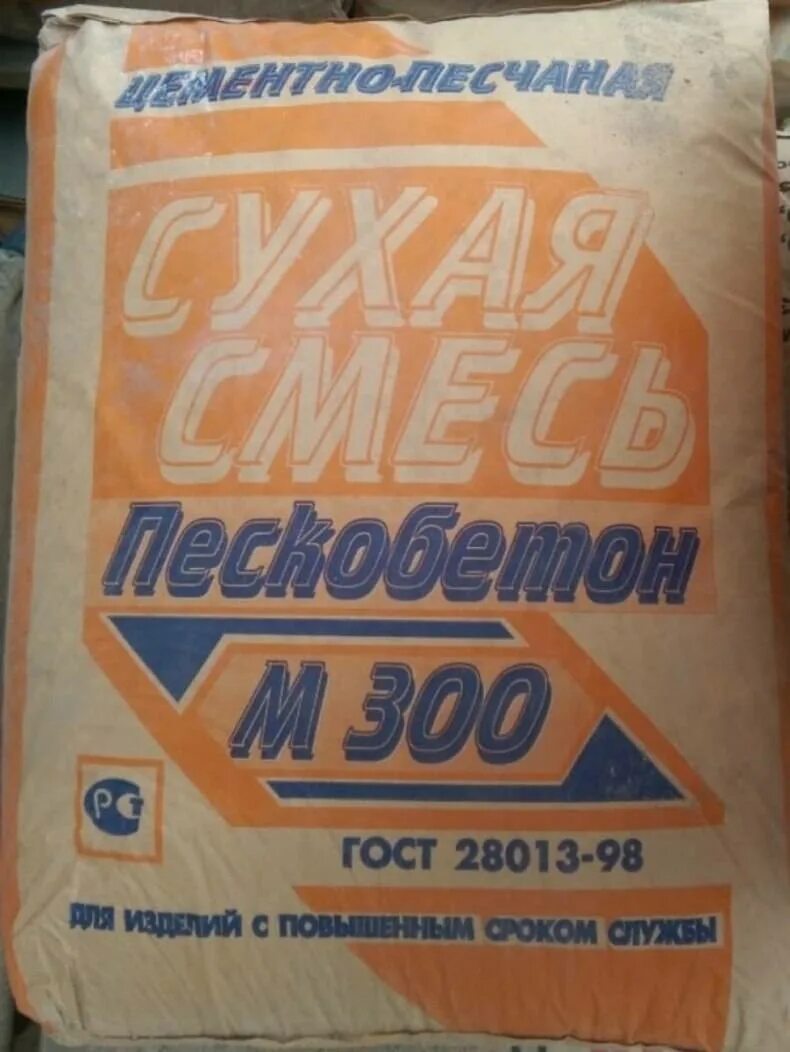 ЦЕМЕНТНО-ПЕСЧАНАЯ
СУХАЯ
СМЕСЬ
Пескобетон
М 300
РСТ
ГОСТ 28013-98
ДЛЯ ИЗДЕЛИЙ С ПОВЫШЕННЫМ СРОКОМ СЛУЖБЫ